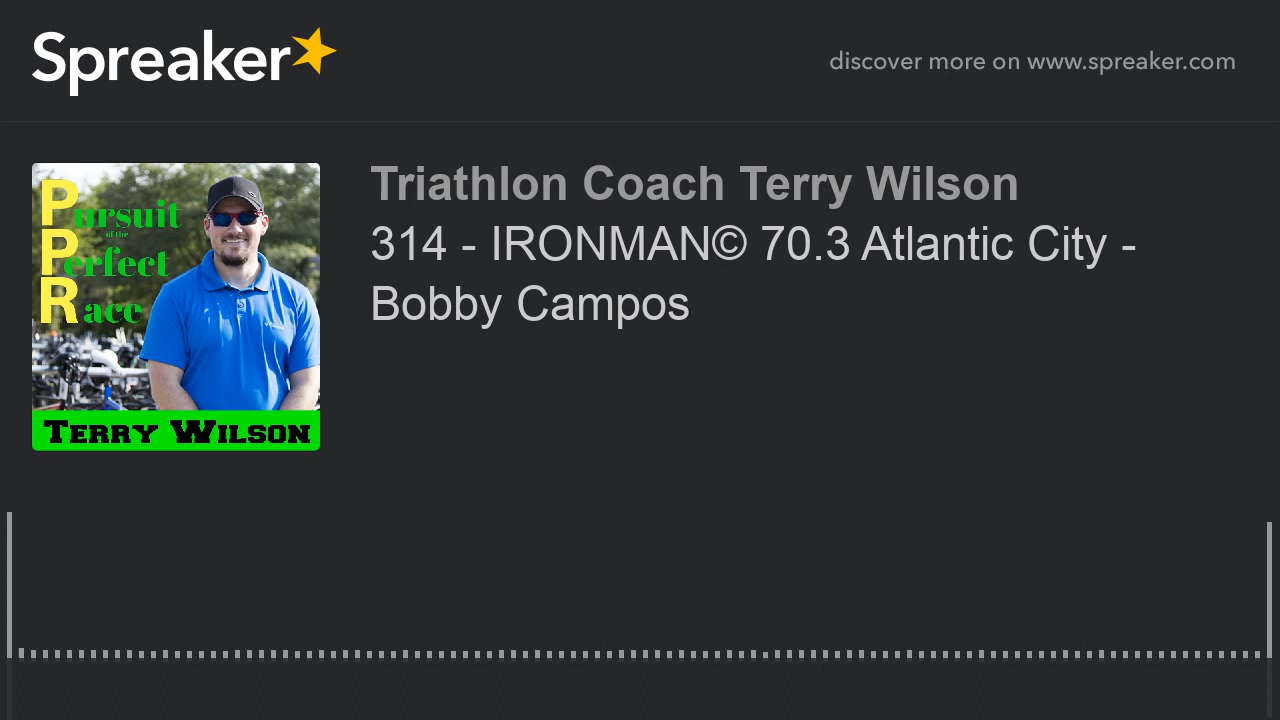 Spreaker
discover more on www.spreaker.com
Triathlon Coach Terry Wilson
314 - IRONMAN© 70.3 Atlantic City -
Bobby Campos
Pursuit
of the
Perfect
Race
TERRY WILSON